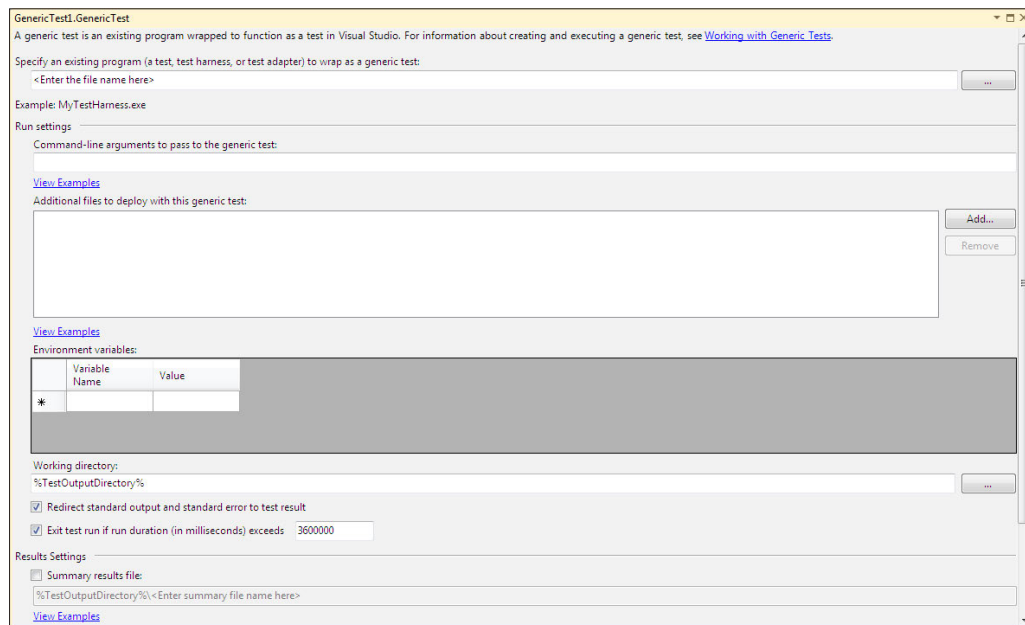 GenericTest1.GenericTest
A generic test is an existing program wrapped to function as a test in Visual Studio. For information about creating and executing a generic test, see Working with Generic Tests.
Specify an existing program (a test, test harness, or test adapter) to wrap as a generic test:
<Enter the file name here>
...
Example: MyTestHarness.exe
Run settings
Command-line arguments to pass to the generic test:
View Examples
Additional files to deploy with this generic test:
Add...
Remove
View Examples
Environment variables:
Variable
Name
Value
*
Working directory:
%TestOutputDirectory%
...
Redirect standard output and standard error to test result
Exit test run if run duration (in milliseconds) exceeds 3600000
Results Settings
Summary results file:
%TestOutputDirectory%\<Enter summary file name here>
View Examples